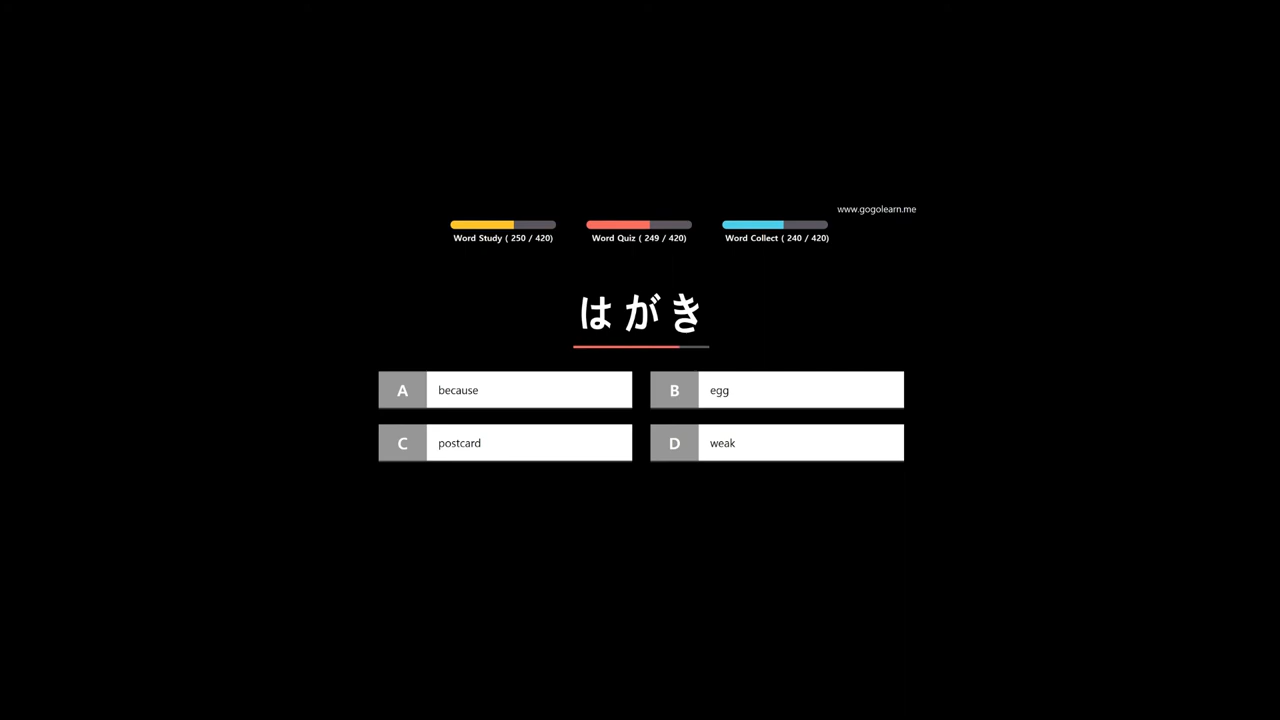 www.gogolearn.me
Word Study ( 250 / 420)
Word Quiz ( 249 / 420)
Word Collect ( 240 / 420)
はがき
A because
B egg
C postcard
D weak